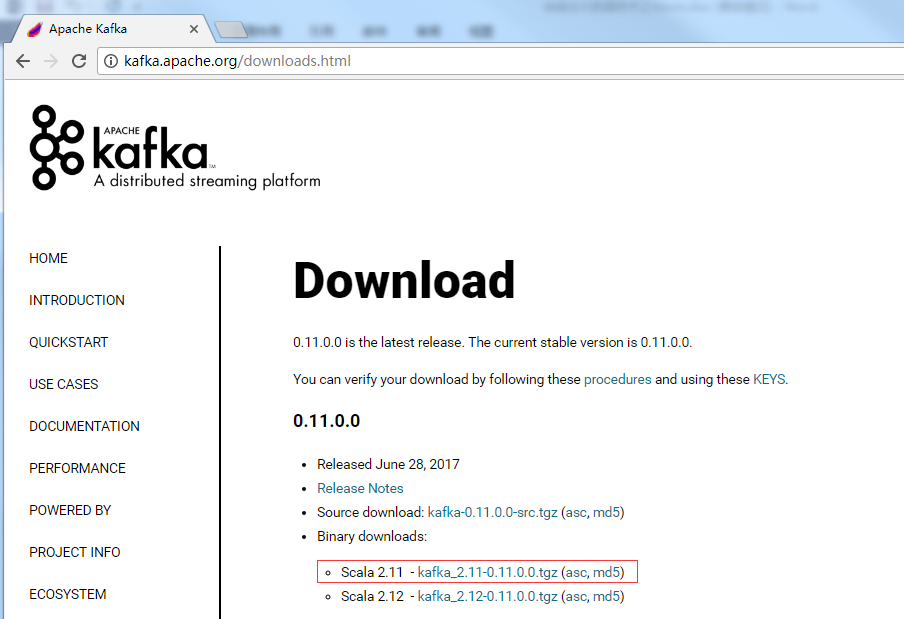 Apache Kafka
kafka.apache.org/downloads.html
APACHE
kafka™
A distributed streaming platform
HOME
INTRODUCTION
QUICKSTART
USE CASES
DOCUMENTATION
PERFORMANCE
POWERED BY
PROJECT INFO
ECOSYSTEM
Download
0.11.0.0 is the latest release. The current stable version is 0.11.0.0.
You can verify your download by following these procedures and using these KEYS.
0.11.0.0
• Released June 28, 2017
• Release Notes
• Source download: kafka-0.11.0.0-src.tgz (asc, md5)
• Binary downloads:
◦ Scala 2.11 - kafka_2.11-0.11.0.0.tgz (asc, md5)
◦ Scala 2.12 - kafka_2.12-0.11.0.0.tgz (asc, md5)